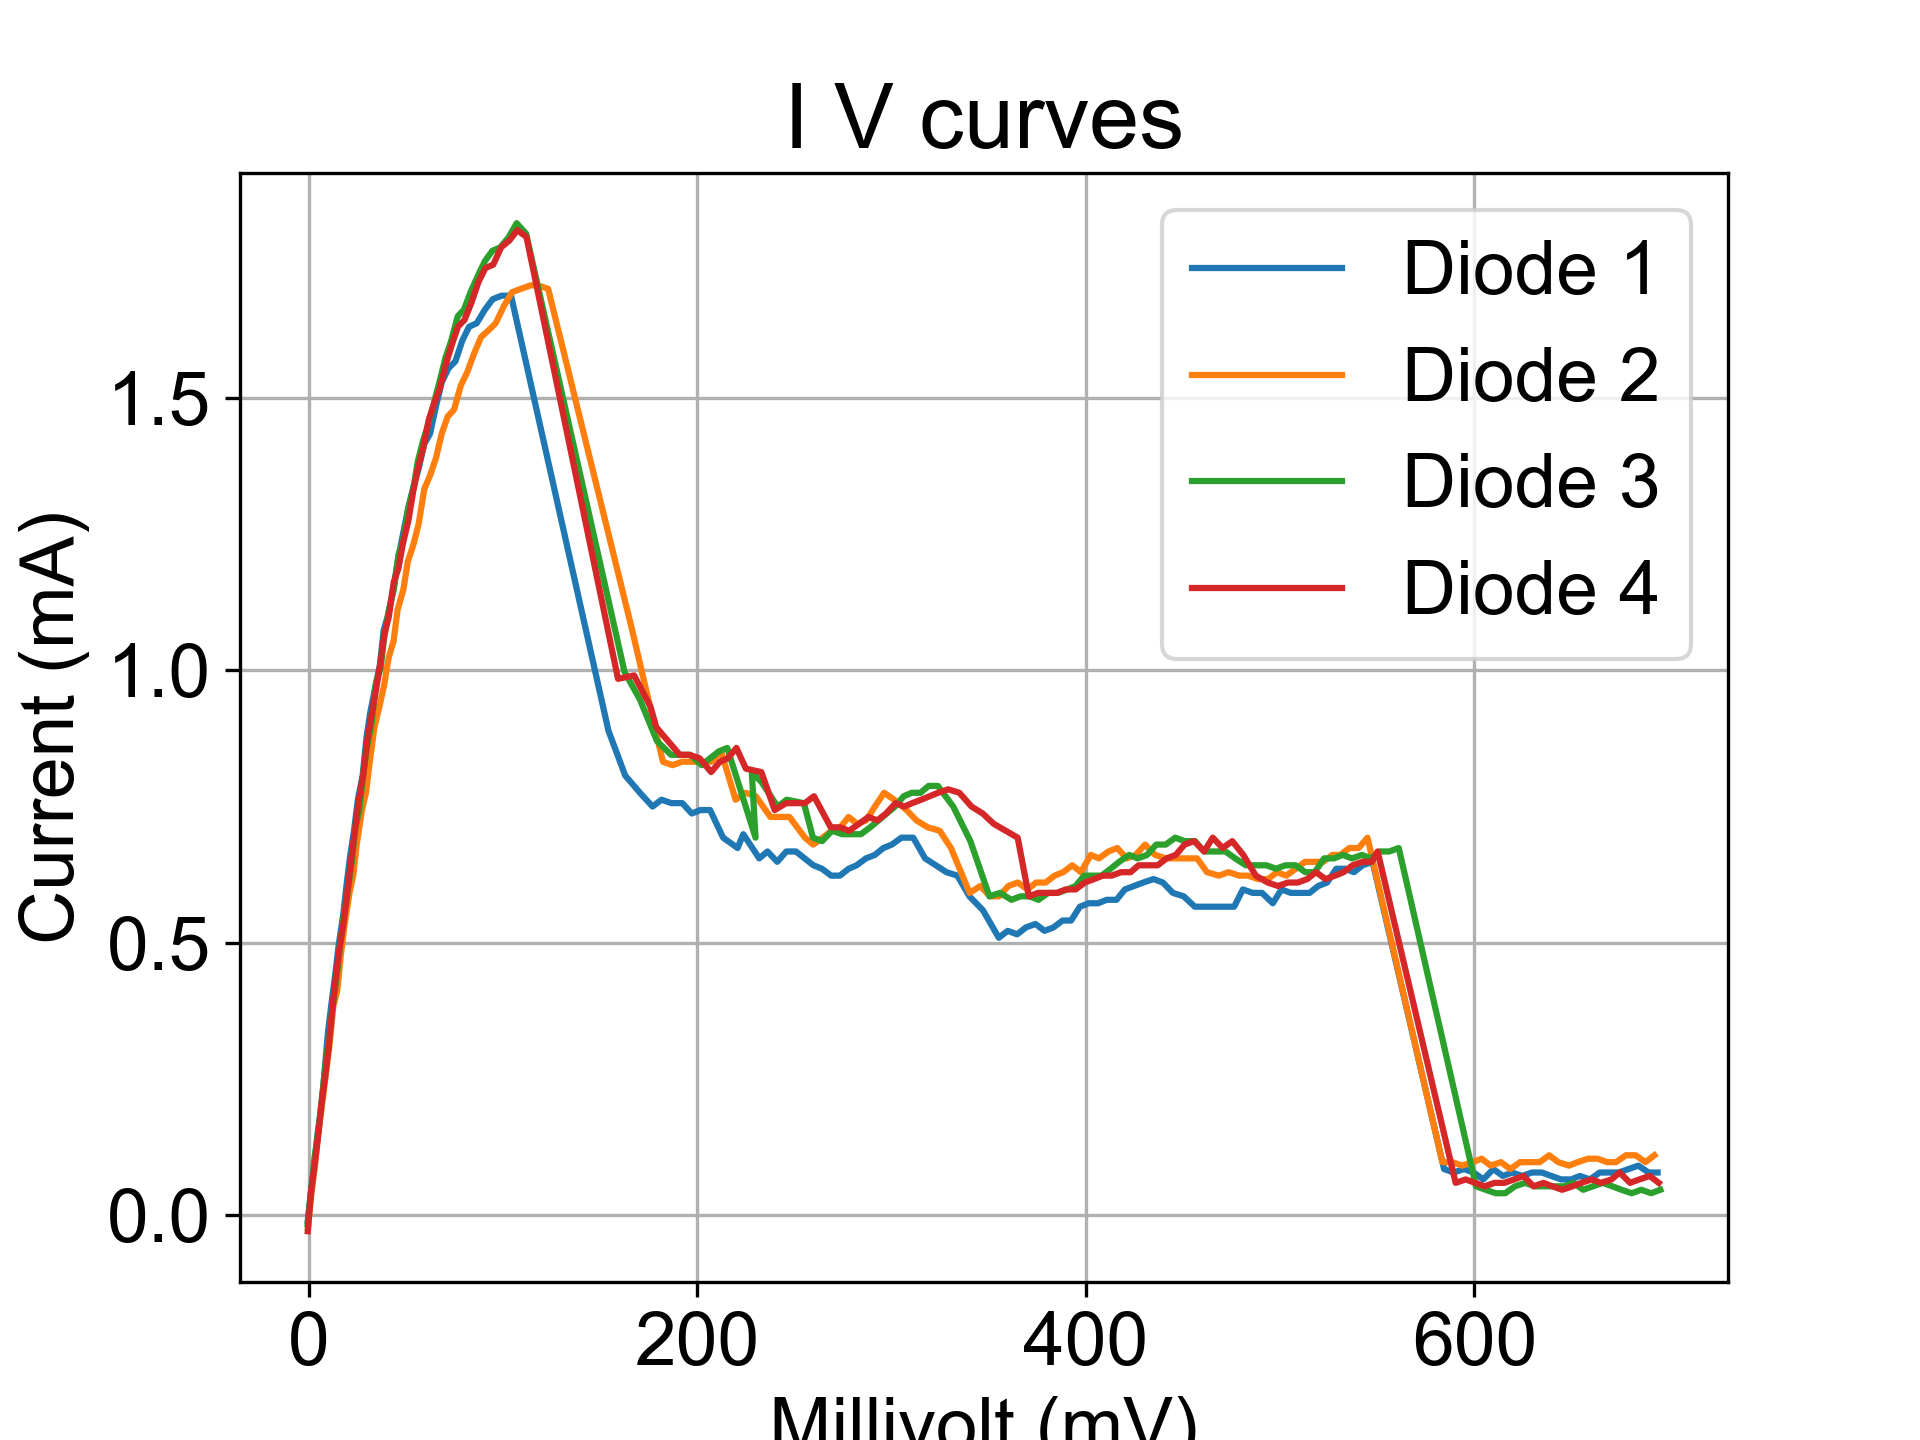 I V curves
Diode 1
Diode 2
Diode 3
Diode 4
Current (mA)
1.5
1.0
0.5
0.0
0 200 400 600
Millivolt (mV)